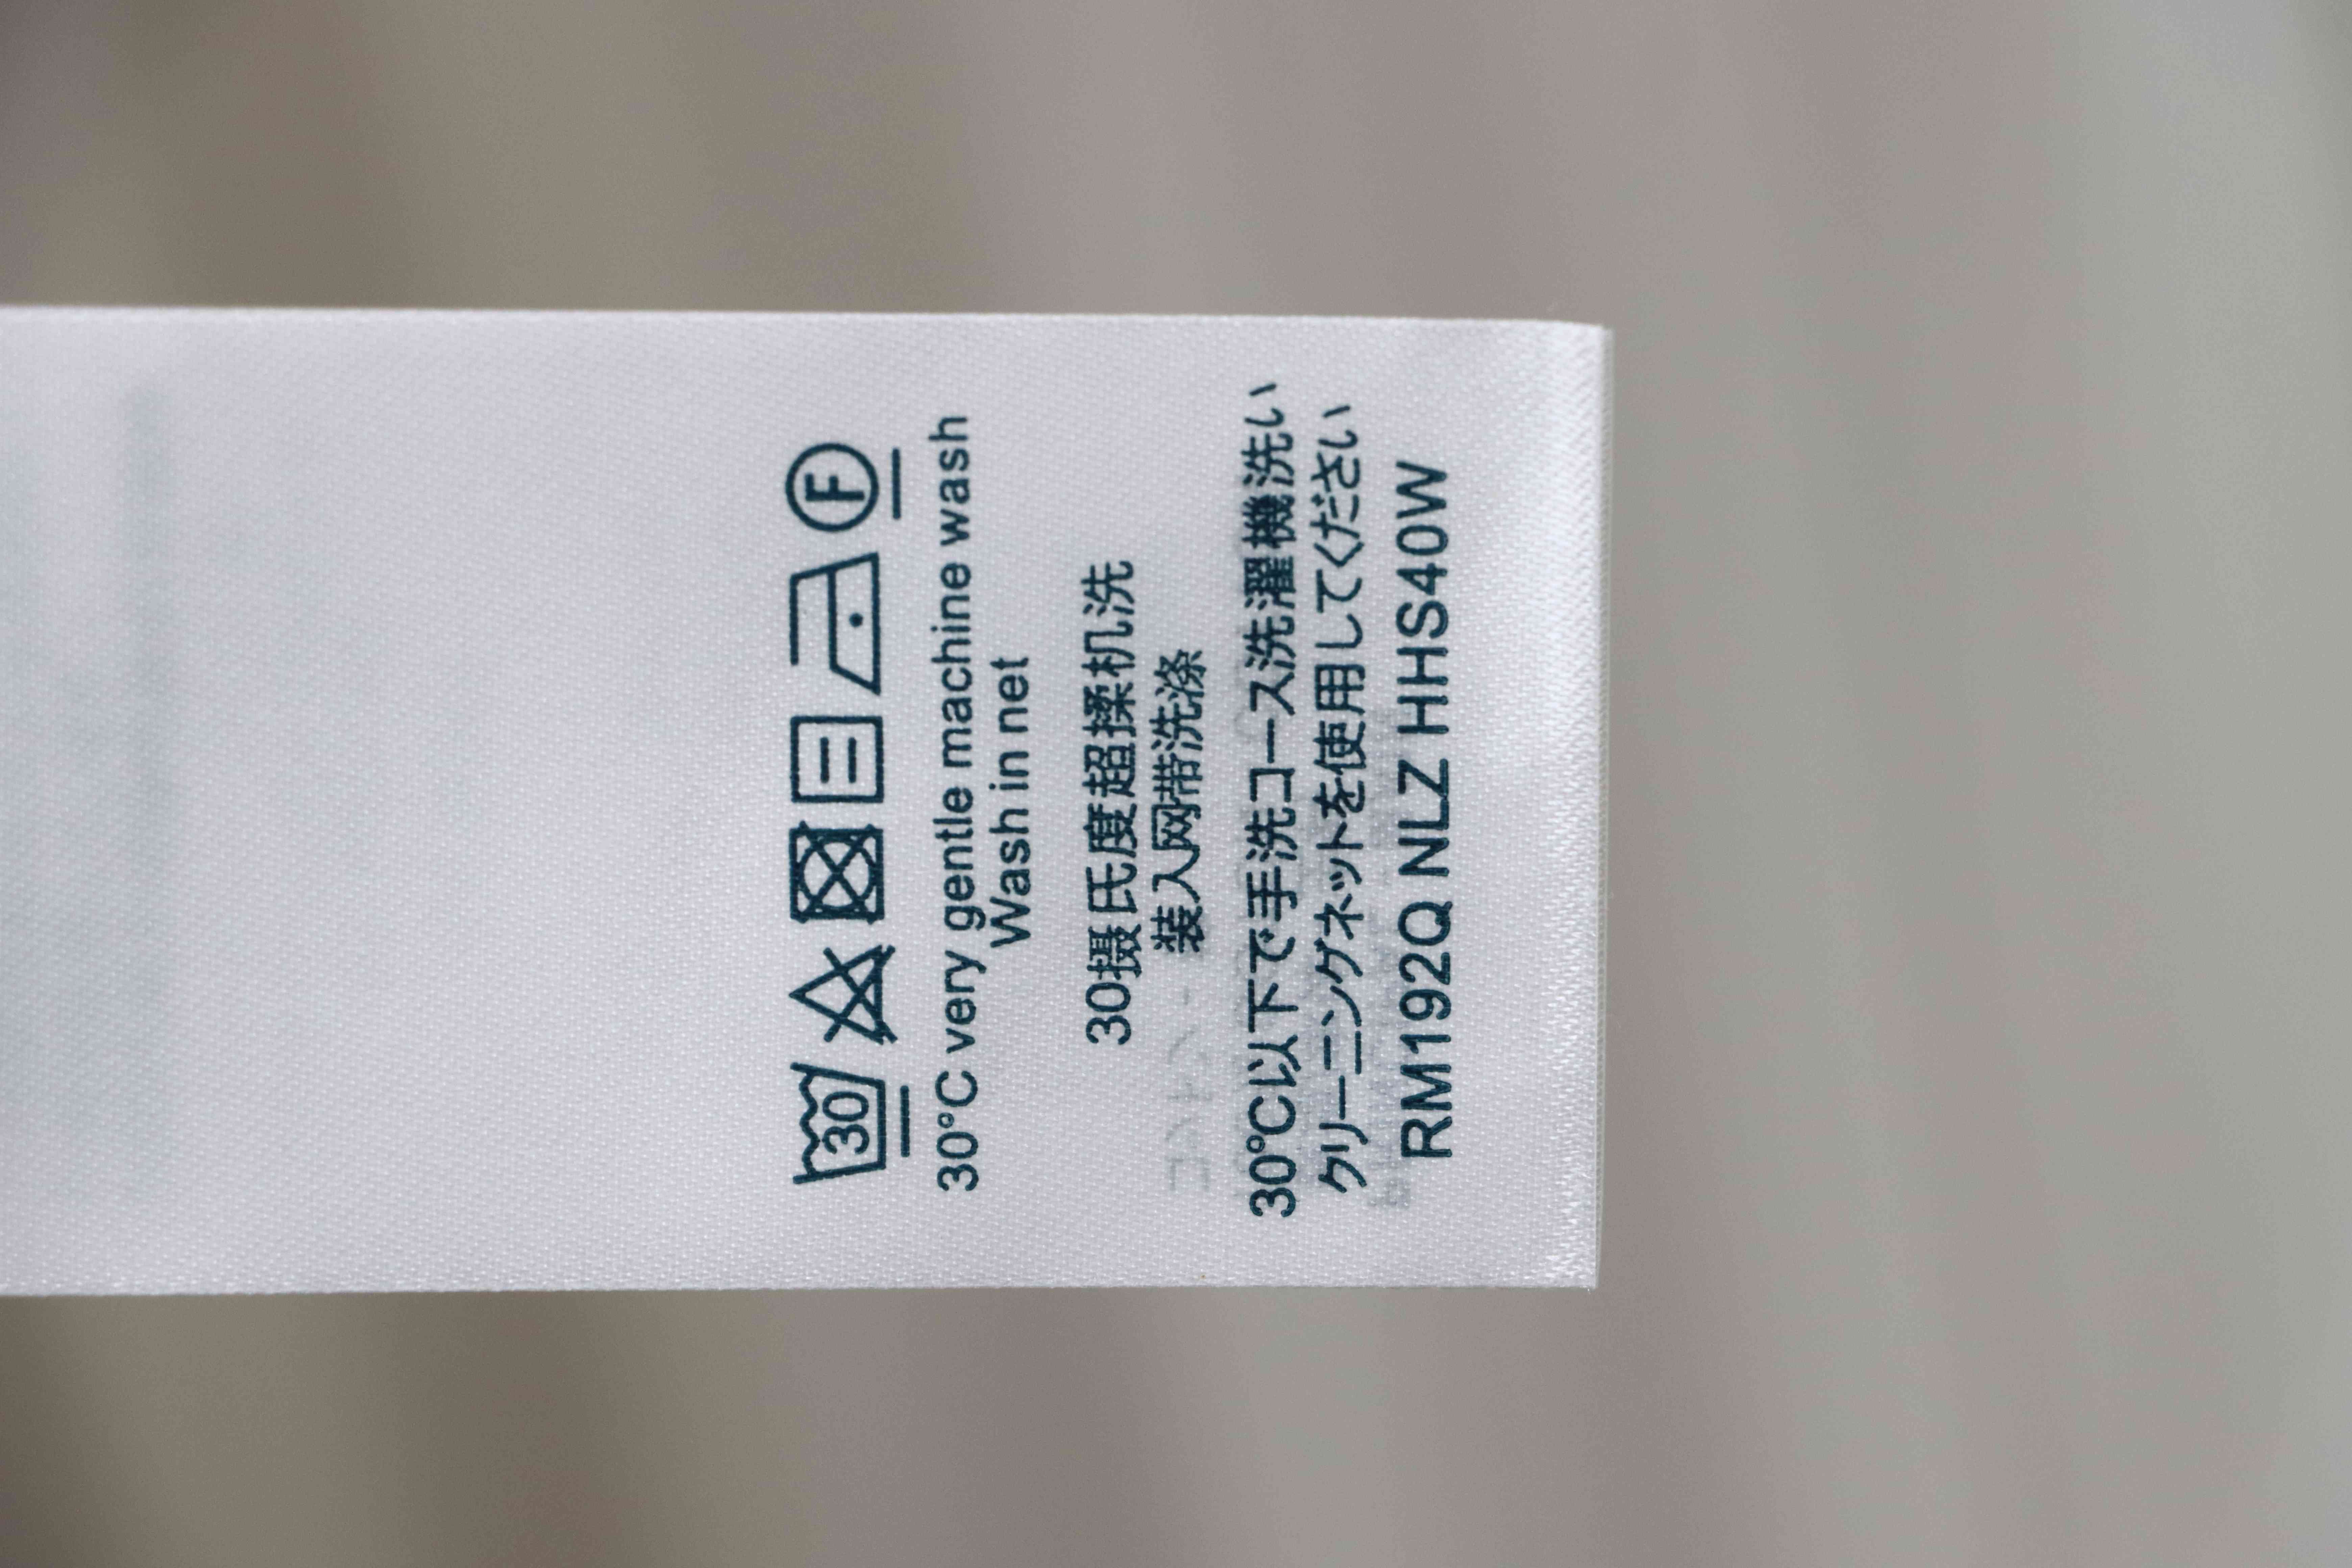 30
F
30°C very gentle machine wash
Wash in net
30摄氏度超揉机洗
装入网带洗涤
30℃以下で手洗コース洗濯機洗い
クリーニングネットを使用してください
RM192Q NLZ HHS40W